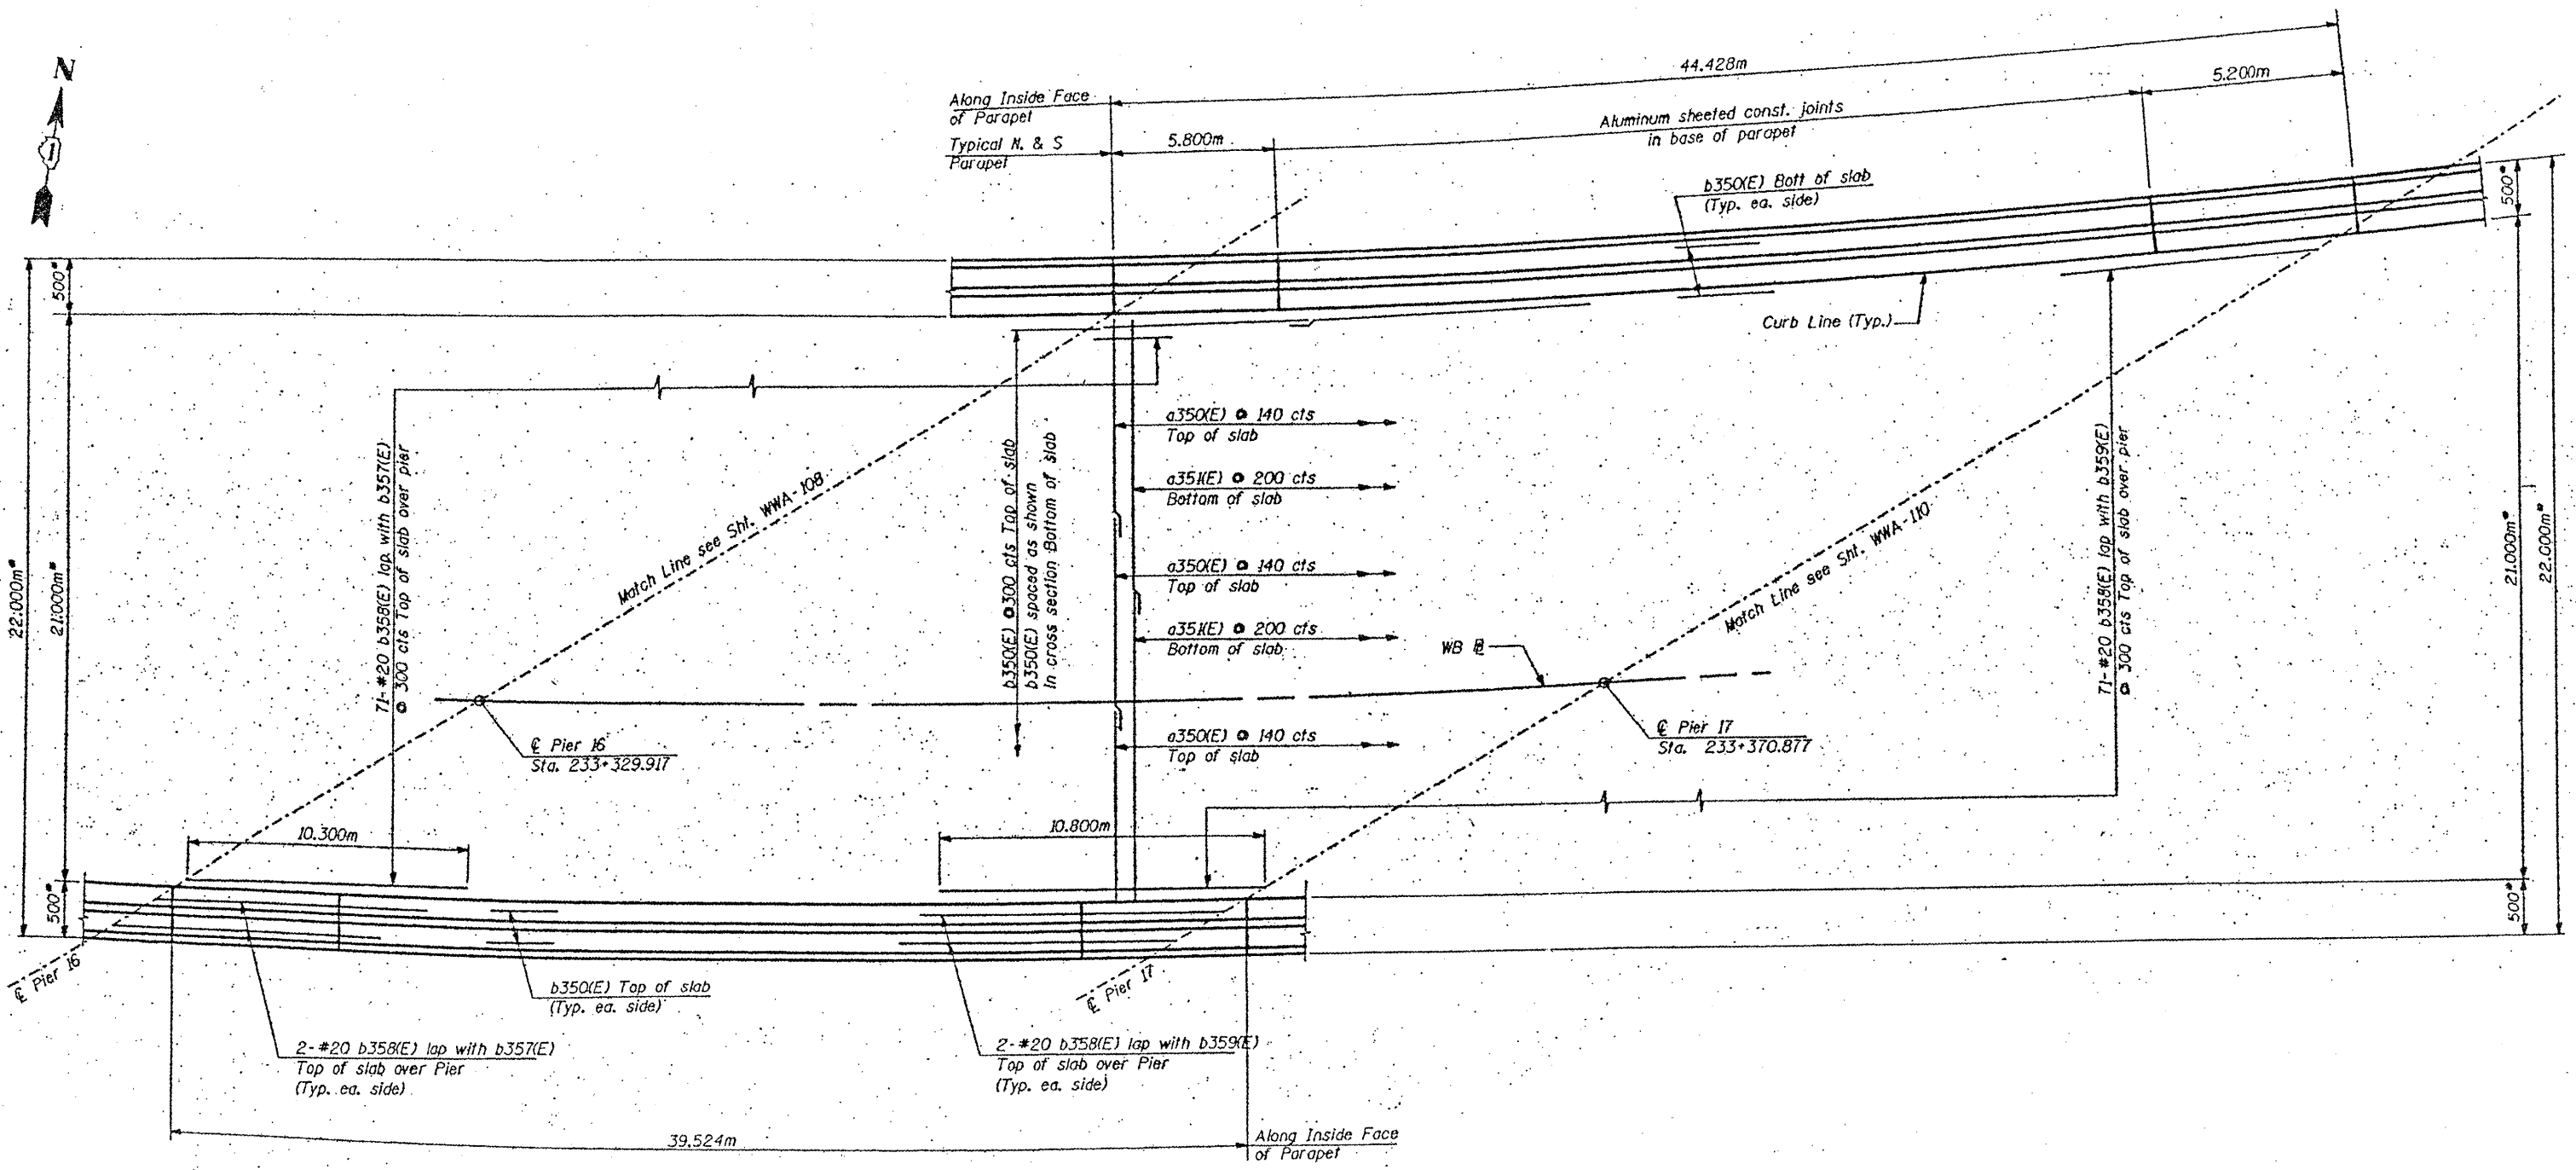 N
44.428m
5.200m
Along Inside Face
of Parapet
Typical N. & S
Parapet
5.800m
Aluminum sheeted const. joints
in base of parapet
b350(E) Bott of slab
(Typ. ea. side)
500*
500*
Curb Line (Typ.)
22.000m*
21.000m*
71-#20 b358(E) lap with b357(E)
@ 300 cts Top of slab over pier
Match Line see Sht. WWA-108
b350(E) @ 300 cts Top of slab
b350(E) spaced as shown
in cross section Bottom of slab
a350(E) @ 140 cts
Top of slab
a351(E) @ 200 cts
Bottom of slab
a350(E) @ 140 cts
Top of slab
a351(E) @ 200 cts
Bottom of slab
a350(E) @ 140 cts
Top of slab
WB ℄
Match Line see Sht. WWA-110
71-#20 b358(E) lap with b359(E)
@ 300 cts Top of slab over pier
21.000m*
22.000m*
℄ Pier 16
Sta. 233+329.917
℄ Pier 17
Sta. 233+370.877
10.300m
10.800m
500*
500*
℄ Pier 16
℄ Pier 17
b350(E) Top of slab
(Typ. ea. side)
2-#20 b358(E) lap with b357(E)
Top of slab over Pier
(Typ. ea. side)
2-#20 b358(E) lap with b359(E)
Top of slab over Pier
(Typ. ea. side)
39.524m
Along Inside Face
of Parapet